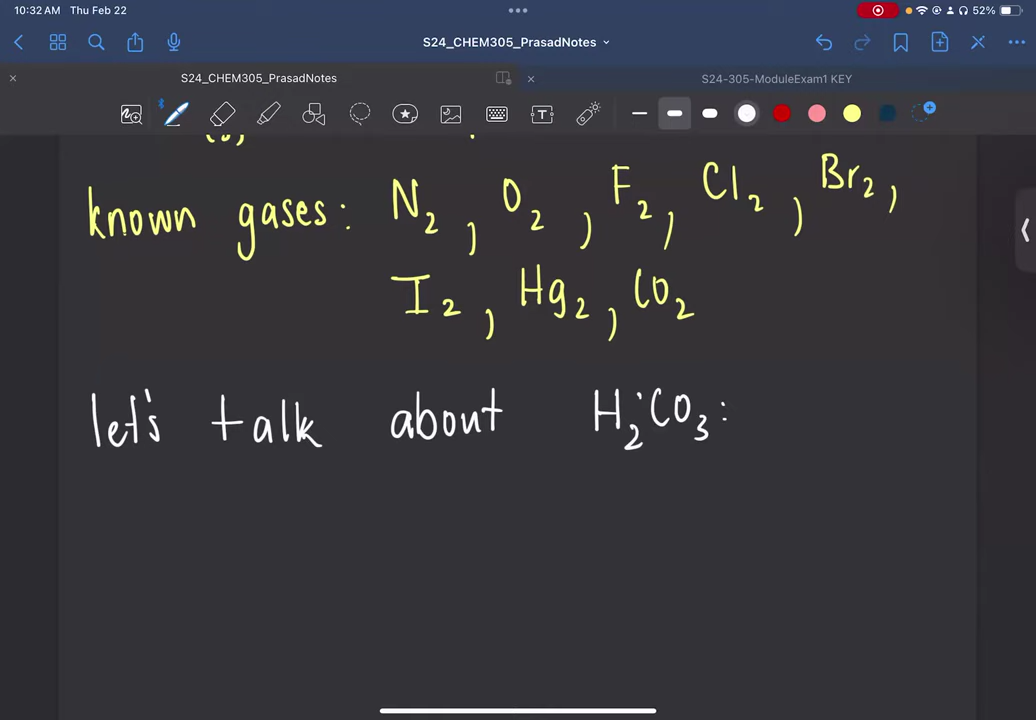 10:32 AM Thu Feb 22
52%
S24_CHEM305_PrasadNotes
S24_CHEM305_PrasadNotes
S24-305-ModuleExam1 KEY
known gases: N₂, O₂, F₂, Cl₂, Br₂,
I₂, Hg₂, CO₂
let's talk about H₂CO₃: